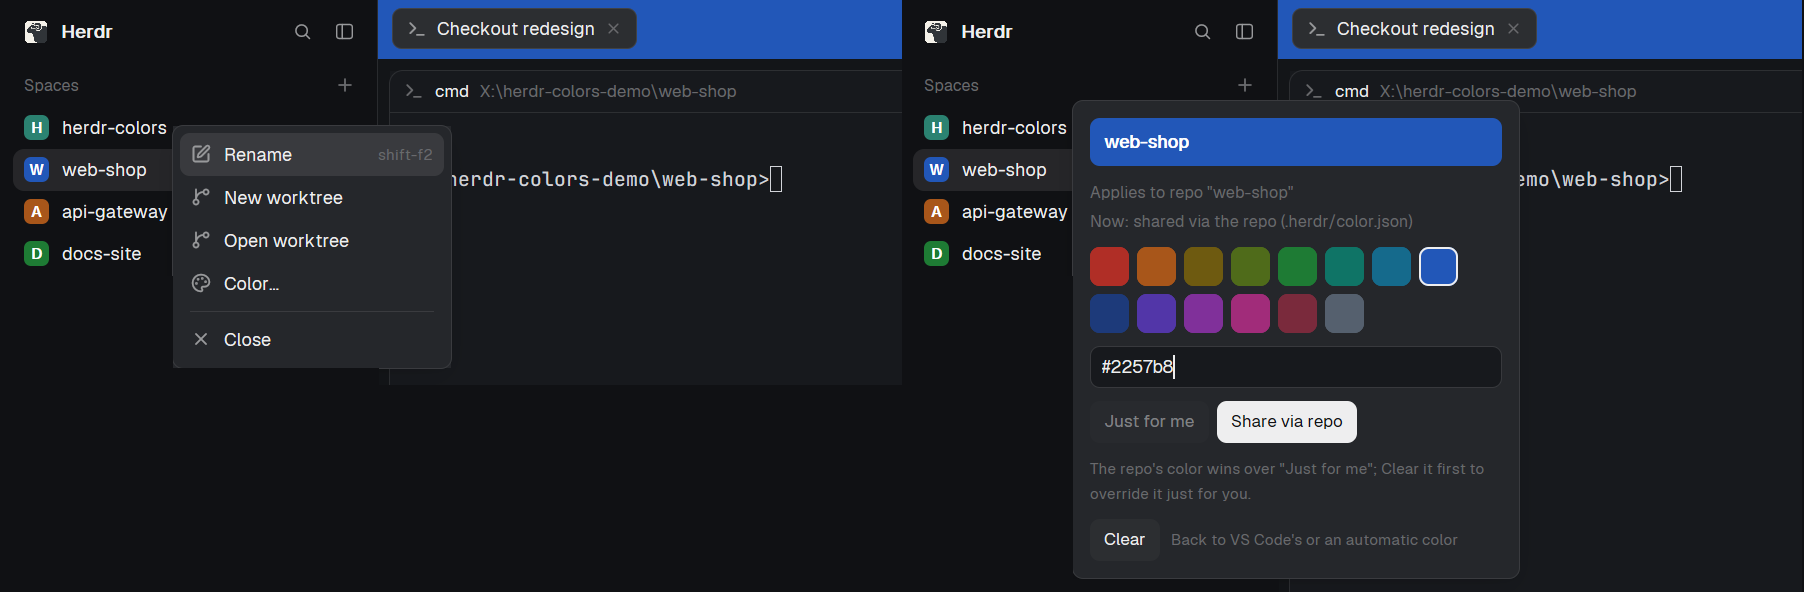 Herdr
Checkout redesign
Spaces
cmd X:\herdr-colors-demo\web-shop
H herdr-colors
W web-shop
A api-gateway
D docs-site
Rename shift-f2
New worktree
Open worktree
Color...
Close
herdr-colors-demo\web-shop>
Herdr
Checkout redesign
Spaces
cmd X:\herdr-colors-demo\web-shop
H herdr-colors
W web-shop
A api-gateway
D docs-site
emo\web-shop>
web-shop
Applies to repo "web-shop"
Now: shared via the repo (.herdr/color.json)
#2257b8
Just for me Share via repo
The repo's color wins over "Just for me"; Clear it first to
override it just for you.
Clear Back to VS Code's or an automatic color